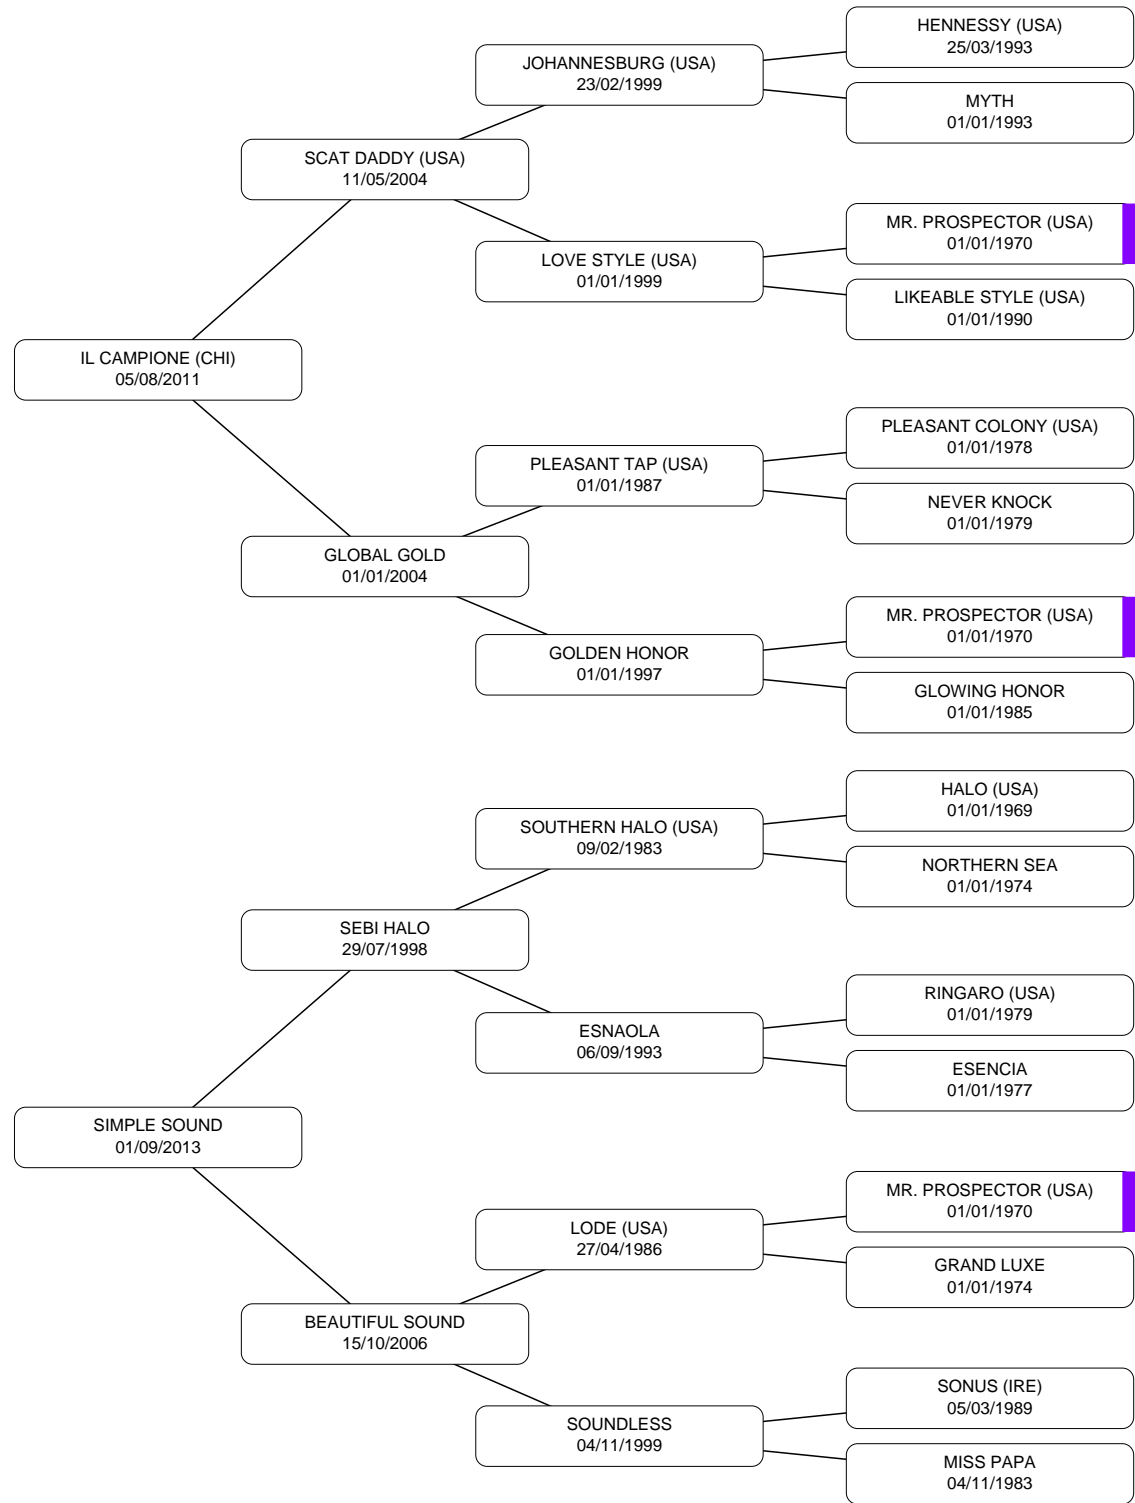 HENNESSY (USA)
25/03/1993
JOHANNESBURG (USA)
23/02/1999
MYTH
01/01/1993
SCAT DADDY (USA)
11/05/2004
MR. PROSPECTOR (USA)
01/01/1970
LOVE STYLE (USA)
01/01/1999
LIKEABLE STYLE (USA)
01/01/1990
IL CAMPIONE (CHI)
05/08/2011
PLEASANT COLONY (USA)
01/01/1978
PLEASANT TAP (USA)
01/01/1987
NEVER KNOCK
01/01/1979
GLOBAL GOLD
01/01/2004
MR. PROSPECTOR (USA)
01/01/1970
GOLDEN HONOR
01/01/1997
GLOWING HONOR
01/01/1985
HALO (USA)
01/01/1969
SOUTHERN HALO (USA)
09/02/1983
NORTHERN SEA
01/01/1974
SEBI HALO
29/07/1998
RINGARO (USA)
01/01/1979
ESNAOLA
06/09/1993
ESENCIA
01/01/1977
SIMPLE SOUND
01/09/2013
MR. PROSPECTOR (USA)
01/01/1970
LODE (USA)
27/04/1986
GRAND LUXE
01/01/1974
BEAUTIFUL SOUND
15/10/2006
SONUS (IRE)
05/03/1989
SOUNDLESS
04/11/1999
MISS PAPA
04/11/1983